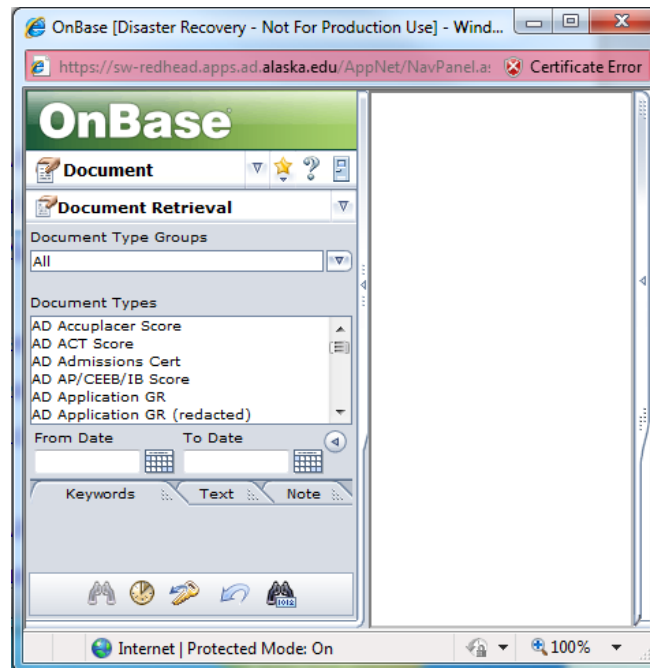 OnBase [Disaster Recovery - Not For Production Use] - Wind...
https://sw-redhead.apps.ad.alaska.edu/AppNet/NavPanel.as
Certificate Error
OnBase
Document
Document Retrieval
Document Type Groups
All
Document Types
AD Accuplacer Score
AD ACT Score
AD Admissions Cert
AD AP/CEEB/IB Score
AD Application GR
AD Application GR (redacted)
From Date To Date
Keywords Text Note
1012
Internet | Protected Mode: On 100%